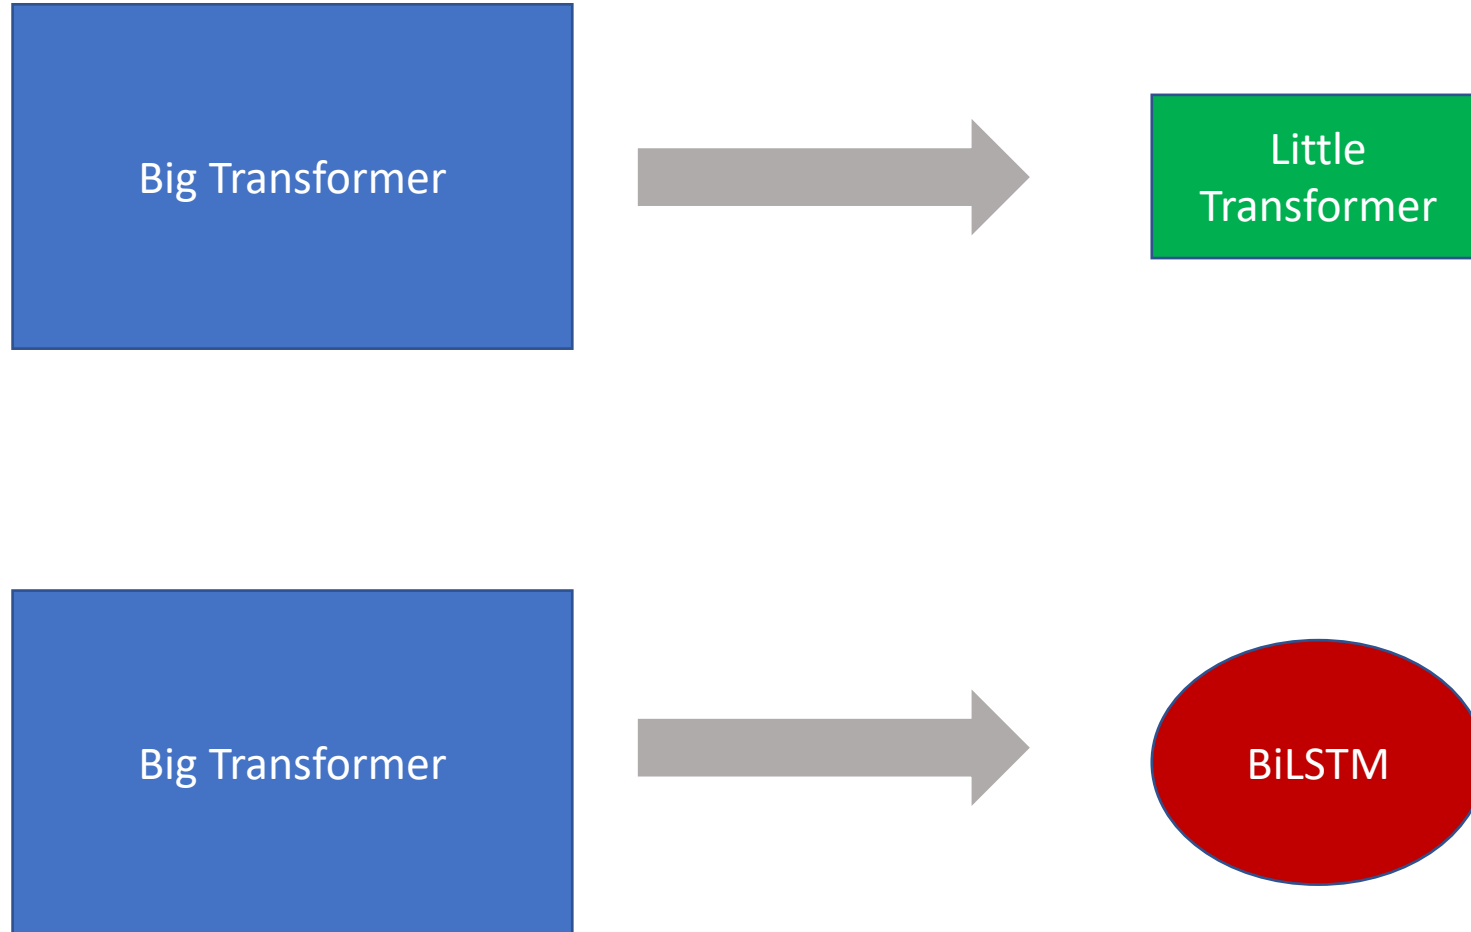 Big Transformer
Little
Transformer
Big Transformer
BiLSTM